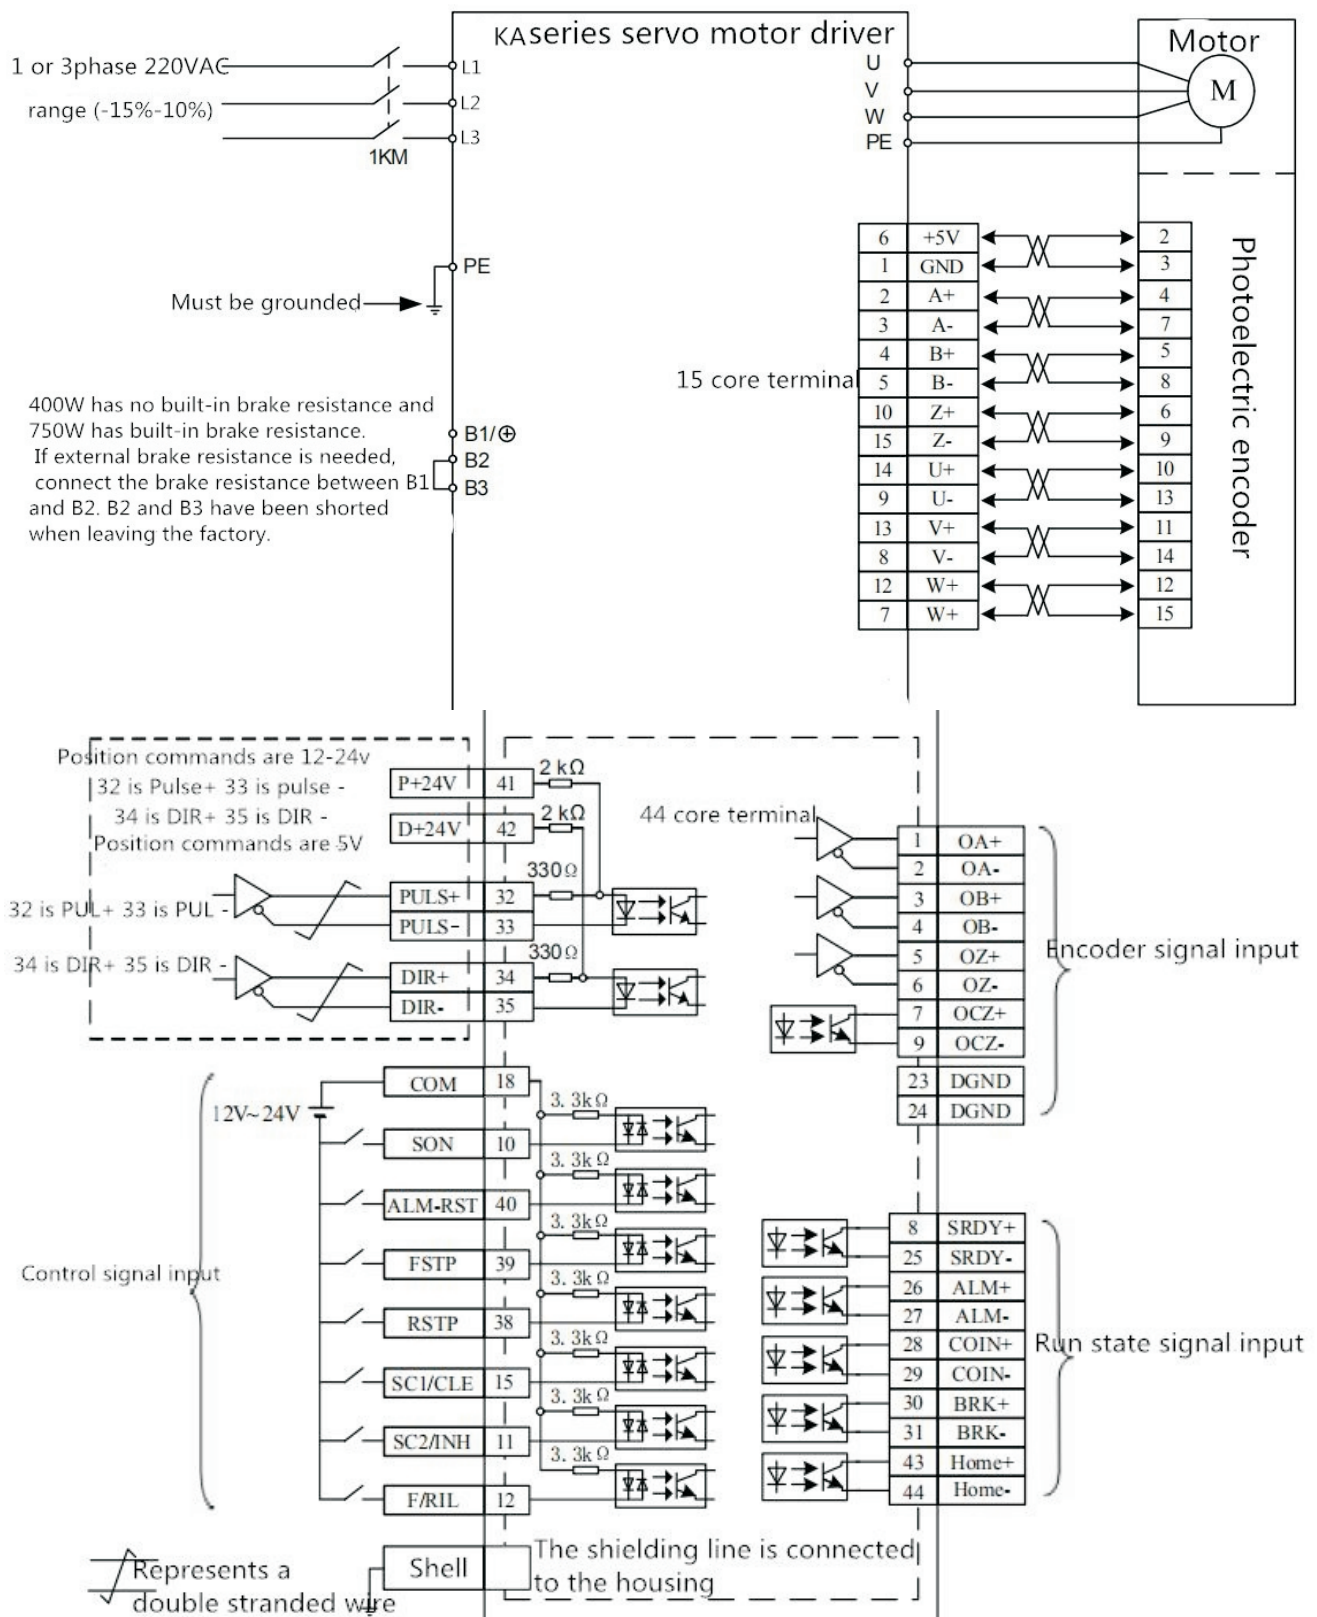 KA series servo motor driver
Motor
1 or 3phase 220VAC
L1
U
V
M
range (-15%-10%)
L2
W
L3
PE
1KM
6 +5V 2
1 GND 3
PE
2 A+ 4
Must be grounded
3 A- 7
4 B+ 5
15 core terminal
5 B- 8
10 Z+ 6
15 Z- 9
14 U+ 10
9 U- 13
13 V+ 11
8 V- 14
12 W+ 12
7 W+ 15
Photoelectric encoder
400W has no built-in brake resistance and
750W has built-in brake resistance.
If external brake resistance is needed,
connect the brake resistance between B1
and B2. B2 and B3 have been shorted
when leaving the factory.
B1/⊕
B2
B3
Position commands are 12-24v
32 is Pulse+ 33 is pulse -
34 is DIR+ 35 is DIR -
Position commands are 5V
32 is PUL+ 33 is PUL -
34 is DIR+ 35 is DIR -
P+24V 41 2 kΩ
D+24V 42 2 kΩ
330Ω
PULS+ 32
PULS- 33
330Ω
DIR+ 34
DIR- 35
44 core terminal
1 OA+
2 OA-
3 OB+
4 OB-
5 OZ+
6 OZ-
7 OCZ+
9 OCZ-
23 DGND
24 DGND
Encoder signal input
COM 18
12V~24V
3. 3kΩ
SON 10
3. 3kΩ
ALM-RST 40
3. 3kΩ
FSTP 39
3. 3kΩ
RSTP 38
3. 3kΩ
SC1/CLE 15
3. 3kΩ
SC2/INH 11
3. 3kΩ
F/RIL 12
Control signal input
8 SRDY+
25 SRDY-
26 ALM+
27 ALM-
28 COIN+
29 COIN-
30 BRK+
31 BRK-
43 Home+
44 Home-
Run state signal input
Shell
The shielding line is connected
to the housing
Represents a
double stranded wire